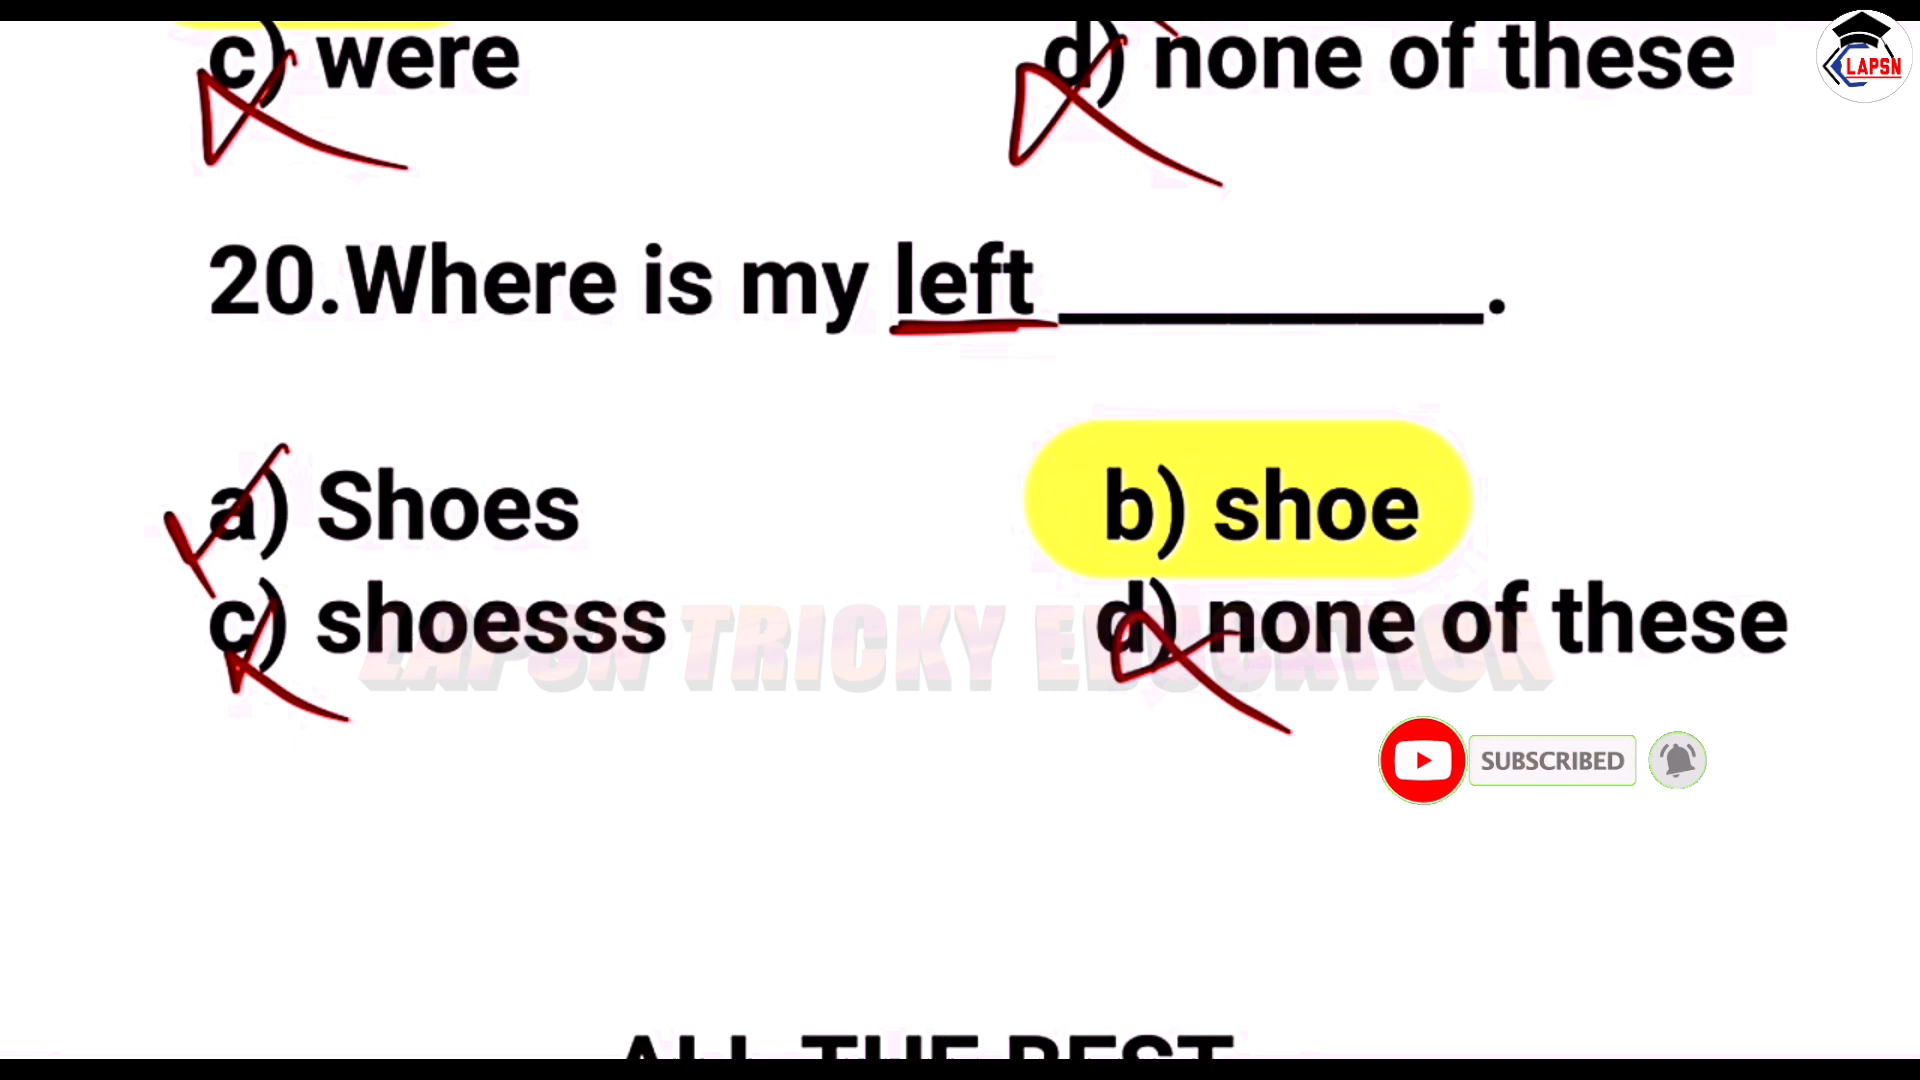 c) were d) none of these
LAPSN
20.Where is my left __________.
a) Shoes b) shoe
c) shoesss d) none of these
LAPSN TRICKY EDUCATION
SUBSCRIBED
ALL THE BEST